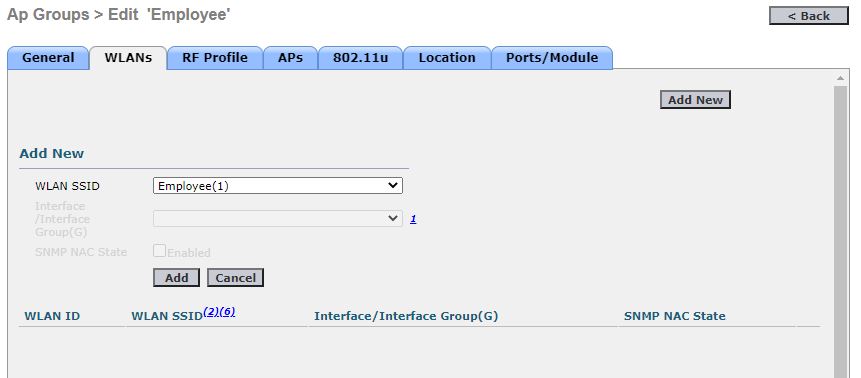 Ap Groups > Edit 'Employee'
< Back
General WLANs RF Profile APs 802.11u Location Ports/Module
Add New
Add New
WLAN SSID Employee(1)
Interface
/Interface
Group(G)
1
SNMP NAC State Enabled
Add Cancel
WLAN ID WLAN SSID(2)(6) Interface/Interface Group(G) SNMP NAC State